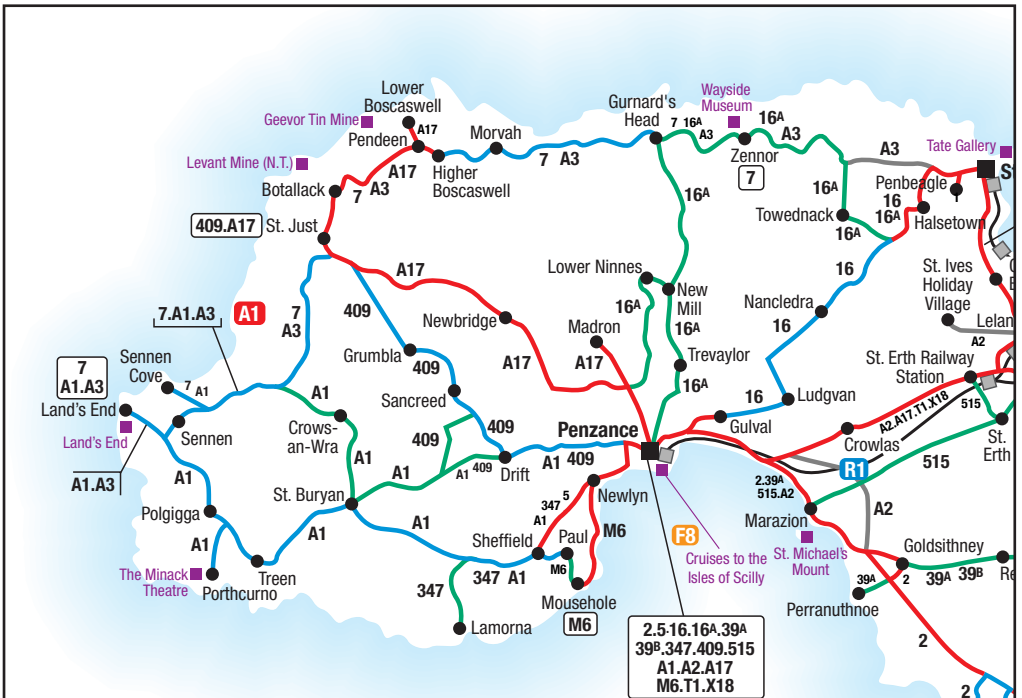 Lower
Boscaswell
Geevor Tin Mine
A17
Pendeen
Morvah
Gurnard's
Head
Wayside
Museum
7 16A
A3
16A
A3
Zennor
7
Tate Gallery
A3
Levant Mine (N.T.)
A17
Higher
Boscaswell
7 A3
Botallack
7
A3
16A
16A
Penbeagle
16
16A
Halsetown
Towednack
16A
409.A17
St. Just
A17
Lower Ninnes
16
St. Ives
Holiday
Village
7.A1.A3
A1
7
A3
409
New
Mill
Nancledra
Lelan
A2
Newbridge
16A
Madron
16A
16
7
A1.A3
Sennen
Cove
7 A1
Grumbla
409
A17
A17
Trevaylor
16A
St. Erth Railway
Station
Land's End
Land's End
Sennen
A1
Crows-
an-Wra
Sancreed
409
409
16
Ludgvan
A2.A17.T1.X18
515
Gulval
Crowlas
St.
Erth
A1.A3
A1
A1
A1
A1 409
Drift
A1 409
Penzance
R1
515
Polgigga
St. Buryan
347 5
A1
Newlyn
M6
2.39A
515.A2
Marazion
A2
A1
A1
A1
Sheffield
Paul
M6
F8
Cruises to the
Isles of Scilly
St. Michael's
Mount
Goldsithney
The Minack
Theatre
Porthcurno
Treen
347
347 A1
Mousehole
M6
39A
2
39A 39B
Re
Perranuthnoe
Lamorna
2.5.16.16A.39A
39B.347.409.515
A1.A2.A17
M6.T1.X18
2
2